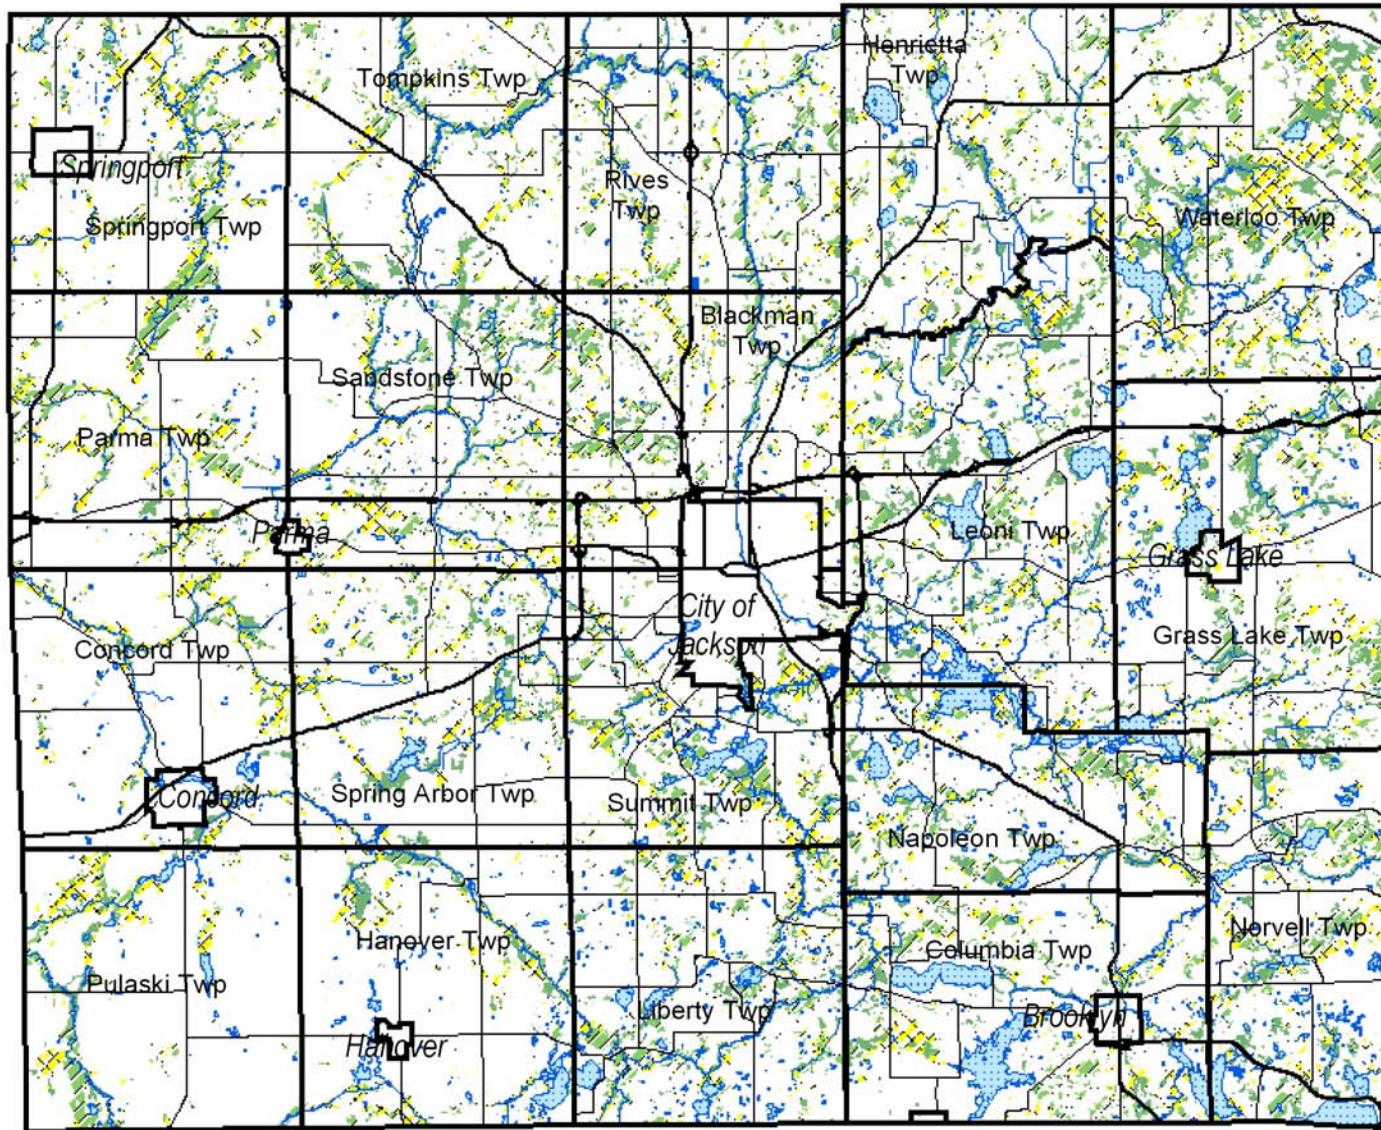 Henrietta
Twp
Tompkins Twp
Springport
Rives
Twp
Springport Twp
Waterloo Twp
Blackman
Twp
Sandstone Twp
Parma Twp
Parma
Leoni Twp
Grass Lake
City of
Jackson
Concord Twp
Grass Lake Twp
Concord
Spring Arbor Twp
Summit Twp
Napoleon Twp
Hanover Twp
Columbia Twp
Norvell Twp
Pulaski Twp
Liberty Twp
Brooklyn
Hanover